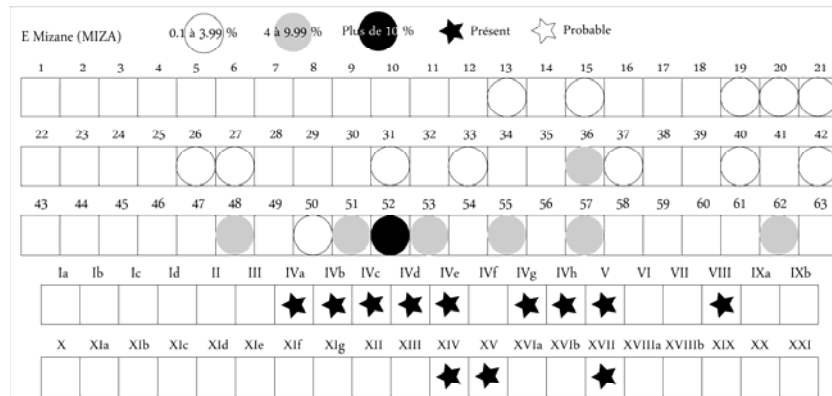 E Mizane (MIZA) 0.1 à 3.99 % 4 à 9.99 % Plus de 10 % Présent Probable
1 2 3 4 5 6 7 8 9 10 11 12 13 14 15 16 17 18 19 20 21
22 23 24 25 26 27 28 29 30 31 32 33 34 35 36 37 38 39 40 41 42
43 44 45 46 47 48 49 50 51 52 53 54 55 56 57 58 59 60 61 62 63
Ia Ib Ic Id II III IVa IVb IVc IVd IVe IVf IVg IVh V VI VII VIII IXa IXb
X XIa XIb XIc XId XIe XIf XIg XII XIII XIV XV XVIa XVIb XVII XVIIIa XVIIIb XIX XX XXI